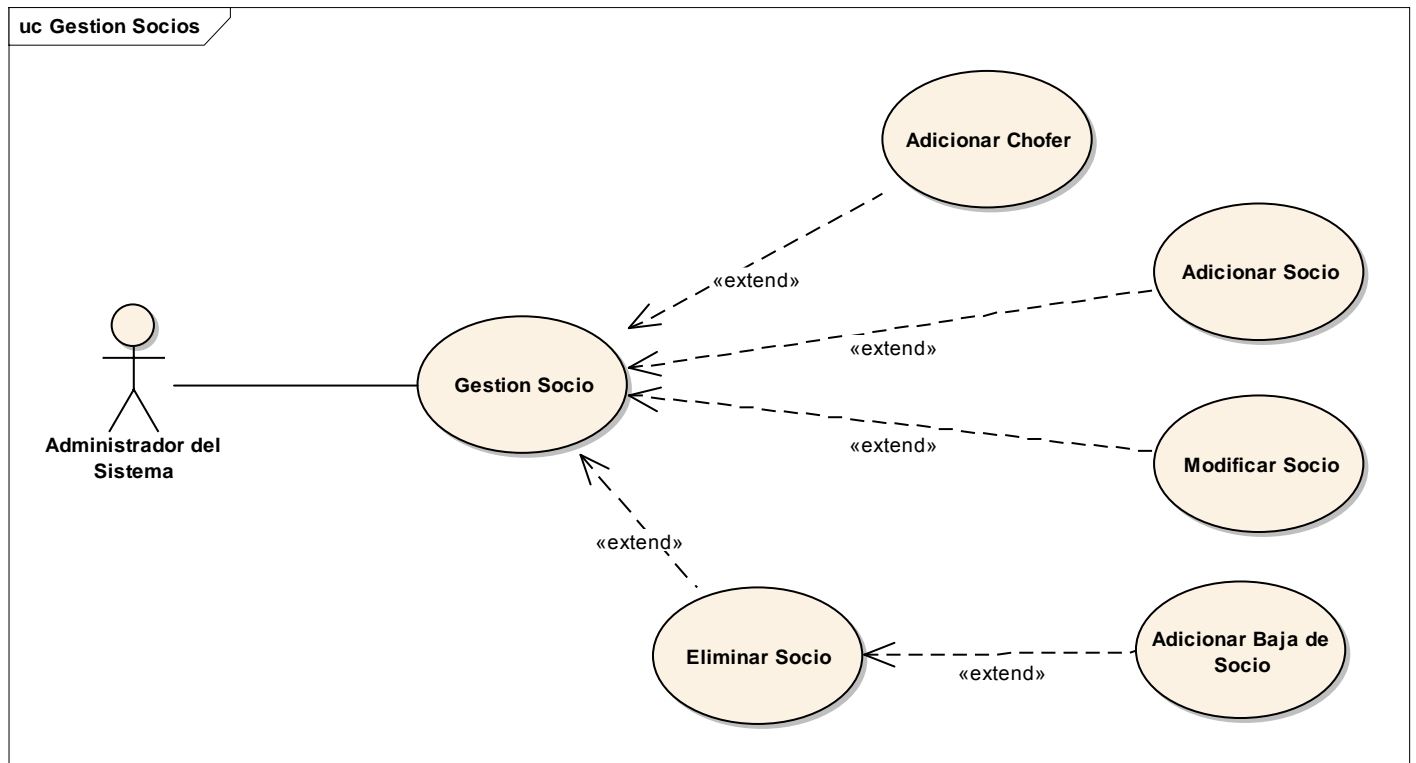 uc Gestion Socios
Adicionar Chofer
Adicionar Socio
«extend»
«extend»
Gestion Socio
Administrador del
Sistema
«extend»
Modificar Socio
«extend»
Eliminar Socio
Adicionar Baja de
Socio
«extend»